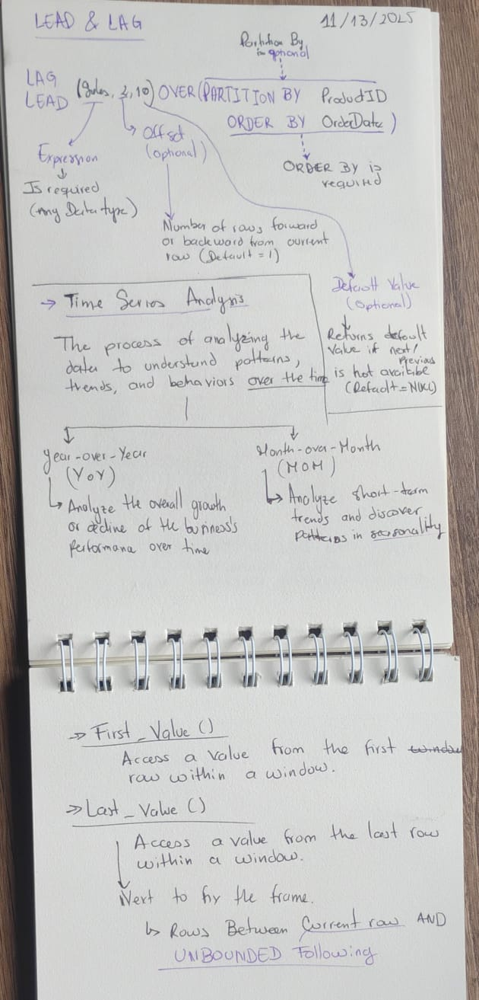 LEAD & LAG
11/13/2025
Partition By
is optional
LAG
LEAD (Sales, 2, 10) OVER (PARTITION BY ProductID
ORDER BY OrderDate)
Expression
Is required
(Any Data type)
Offset
(optional)
Number of rows forward
or backward from current
row (Default = 1)
ORDER BY is
required
Default Value
(Optional)
Returns default
Value if next/
Previous
is not
(Default = NULL)
→ Time Series Analysis
The process of analyzing the
data to understand patterns,
trends, and behaviors over the time
Year-over-Year
(YoY)
Analyze the overall growth
or decline of the business's
performance over time
Month-over-Month
(MOM)
Analyze short-term
trends and discover
patterns in seasonality
→ First_Value ()
Access a value from the first window
row within a window.
→ Last_Value ()
Access a value from the last row
within a window.
to the frame.
Rows Between Current row AND
UNBOUNDED Following